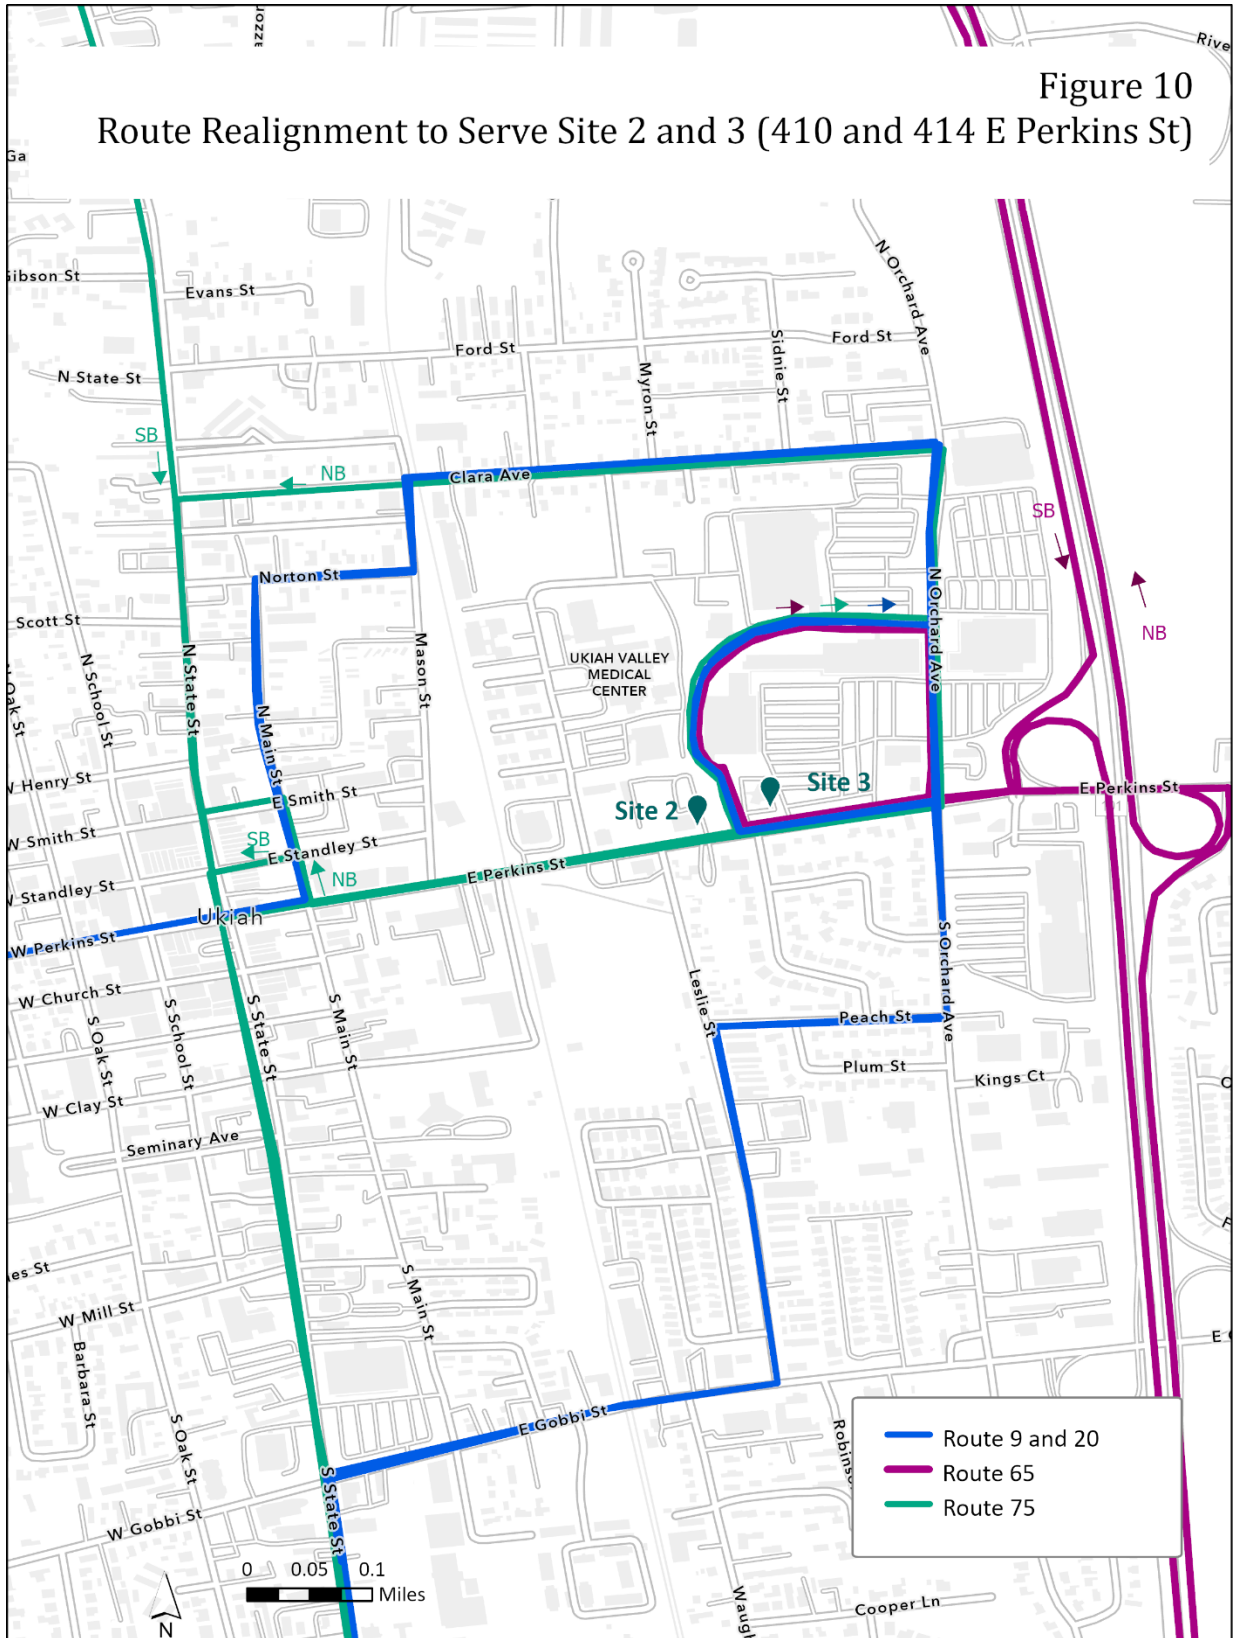 Figure 10
Route Realignment to Serve Site 2 and 3 (410 and 414 E Perkins St)
Gibson St
Evans St
N Orchard Ave
Ford St
Ford St
Sidnie St
Myron St
N State St
SB
NB
Clara Ave
SB
NB
Norton St
N Orchard Ave
Scott St
N School St
N State St
Mason St
UKIAH VALLEY
MEDICAL
CENTER
N Main St
W Henry St
E Smith St
Site 2
Site 3
E Perkins St
W Smith St
SB
E Standley St
NB
E Perkins St
W Standley St
Ukiah
W Perkins St
S Orchard Ave
W Church St
S Oak St
S School St
S State St
S Main St
Leslie St
Peach St
Plum St
Kings Ct
W Clay St
Seminary Ave
W Mill St
Barbara St
S Main St
S Oak St
E Gobbi St
S State St
W Gobbi St
Route 9 and 20
Route 65
Route 75
0 0.05 0.1
Miles
N
Cooper Ln